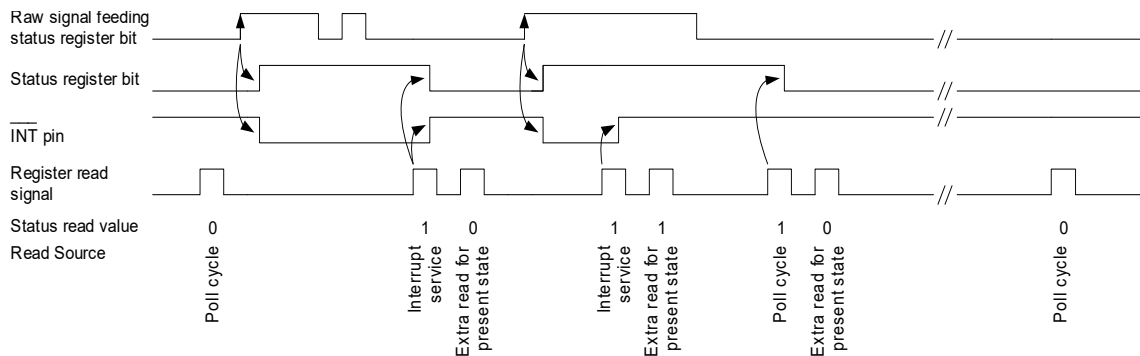 Raw signal feeding
status register bit
Status register bit
INT pin
Register read
signal
Status read value
0
1
0
1
1
1
0
0
Read Source
Poll cycle
Interrupt
service
Extra read for
present state
Interrupt
service
Extra read for
present state
Poll cycle
Extra read for
present state
Poll cycle
//
//
//
//